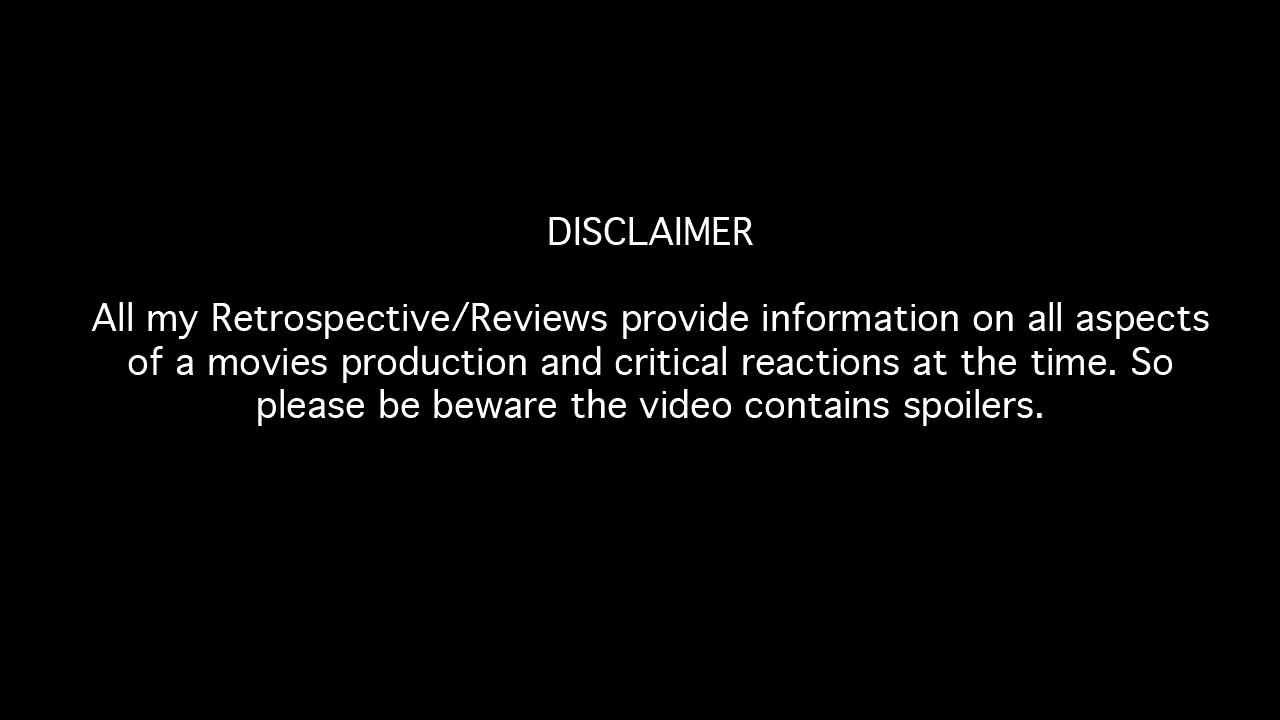 DISCLAIMER
All my Retrospective/Reviews provide information on all aspects
of a movies production and critical reactions at the time. So
please be beware the video contains spoilers.